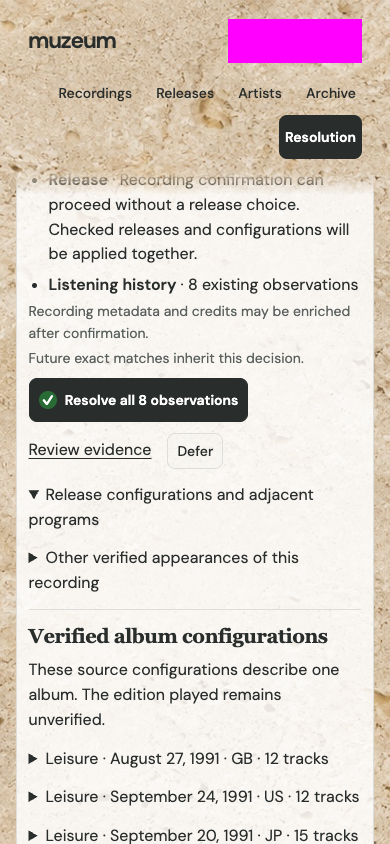 muzeum
Recordings Releases Artists Archive
Resolution
Release · Recording confirmation can
proceed without a release choice.
Checked releases and configurations will
be applied together.
Listening history · 8 existing observations
Recording metadata and credits may be enriched
after confirmation.
Future exact matches inherit this decision.
Resolve all 8 observations
Review evidence Defer
Release configurations and adjacent
programs
Other verified appearances of this
recording
Verified album configurations
These source configurations describe one
album. The edition played remains
unverified.
Leisure · August 27, 1991 · GB · 12 tracks
Leisure · September 24, 1991 · US · 12 tracks
Leisure · September 20, 1991 · JP · 15 tracks